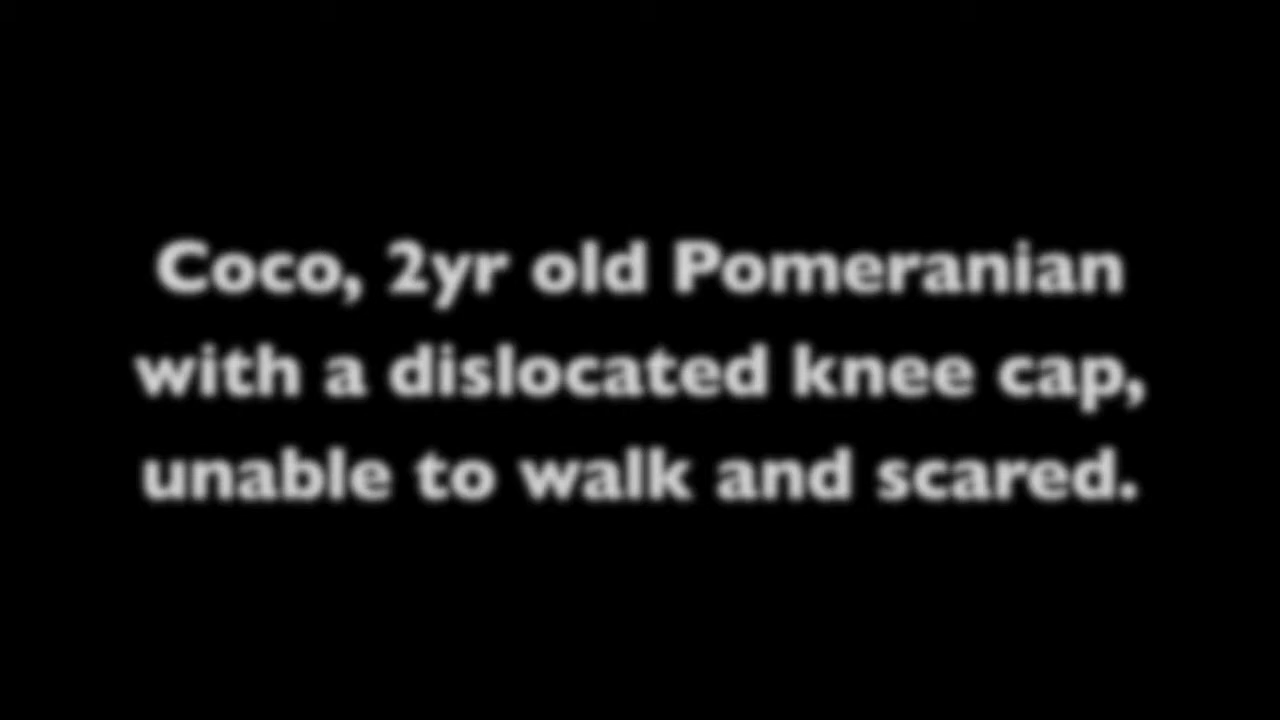 Coco, 2yr old Pomeranian
with a dislocated knee cap,
unable to walk and scared.